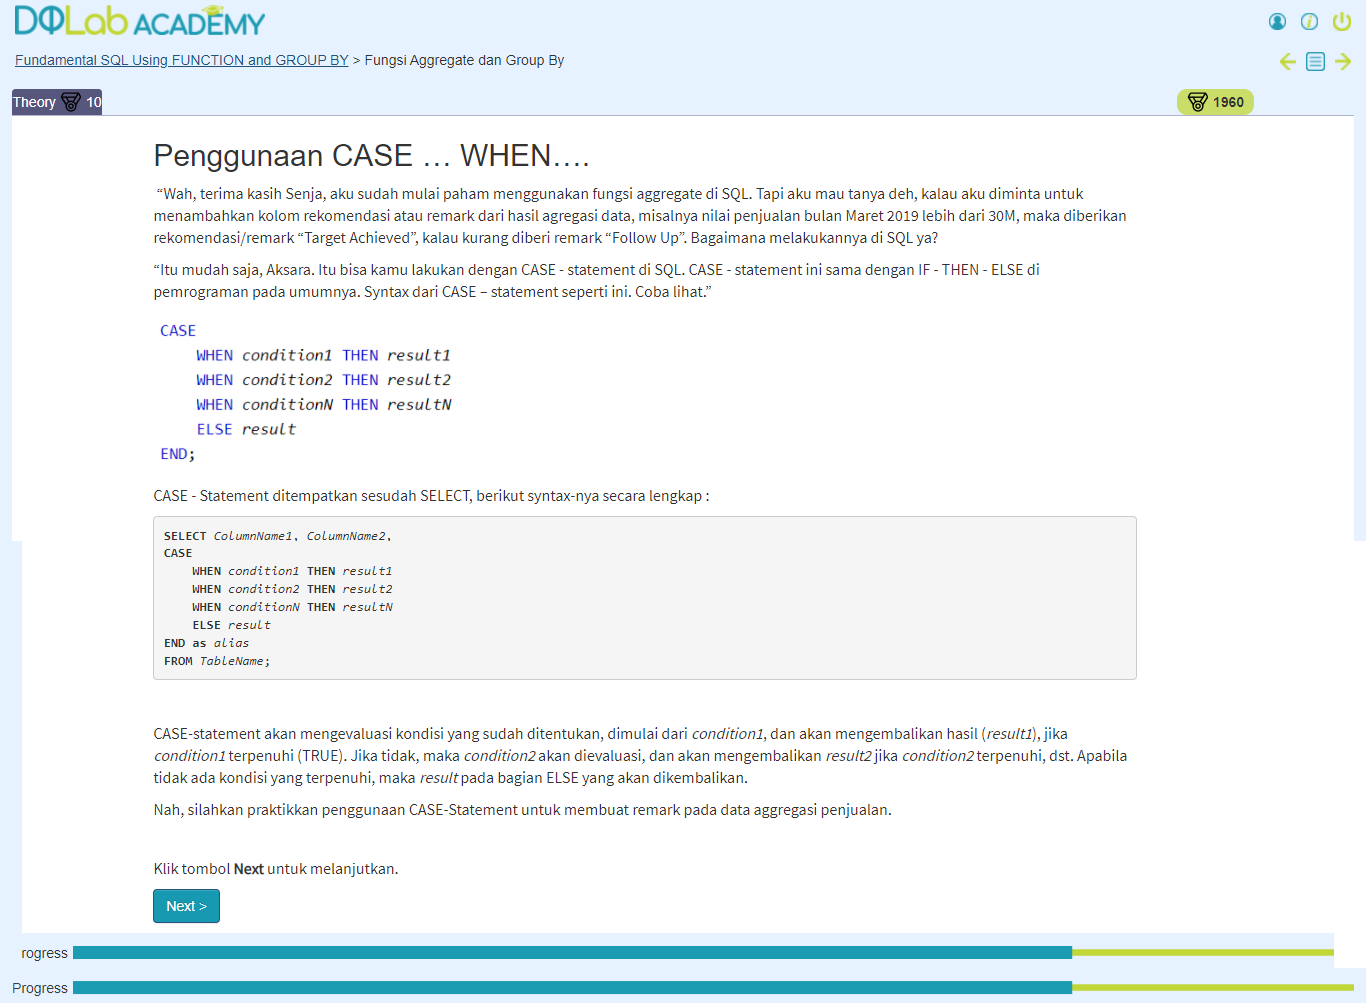 DQLab ACADEMY
Fundamental SQL Using FUNCTION and GROUP BY > Fungsi Aggregate dan Group By
Theory 10
1960
Penggunaan CASE … WHEN….
“Wah, terima kasih Senja, aku sudah mulai paham menggunakan fungsi aggregate di SQL. Tapi aku mau tanya deh, kalau aku diminta untuk
menambahkan kolom rekomendasi atau remark dari hasil agregasi data, misalnya nilai penjualan bulan Maret 2019 lebih dari 30M, maka diberikan
rekomendasi/remark “Target Achieved”, kalau kurang diberi remark “Follow Up”. Bagaimana melakukannya di SQL ya?
“Itu mudah saja, Aksara. Itu bisa kamu lakukan dengan CASE - statement di SQL. CASE - statement ini sama dengan IF - THEN - ELSE di
pemrograman pada umumnya. Syntax dari CASE – statement seperti ini. Coba lihat.”
CASE
WHEN condition1 THEN result1
WHEN condition2 THEN result2
WHEN conditionN THEN resultN
ELSE result
END;
CASE - Statement ditempatkan sesudah SELECT, berikut syntax-nya secara lengkap :
SELECT ColumnName1, ColumnName2,
CASE
WHEN condition1 THEN result1
WHEN condition2 THEN result2
WHEN conditionN THEN resultN
ELSE result
END as alias
FROM TableName;
CASE-statement akan mengevaluasi kondisi yang sudah ditentukan, dimulai dari condition1, dan akan mengembalikan hasil (result1), jika
condition1 terpenuhi (TRUE). Jika tidak, maka condition2 akan dievaluasi, dan akan mengembalikan result2 jika condition2 terpenuhi, dst. Apabila
tidak ada kondisi yang terpenuhi, maka result pada bagian ELSE yang akan dikembalikan.
Nah, silahkan praktikkan penggunaan CASE-Statement untuk membuat remark pada data aggregasi penjualan.
Klik tombol Next untuk melanjutkan.
Next >
rogress
Progress